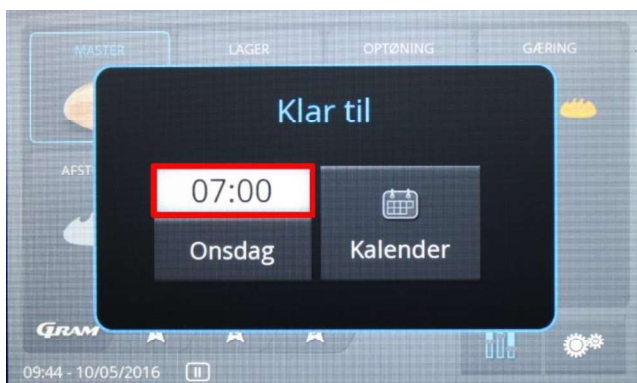 MASTER LAGER OPTØNING GÆRING
Klar til
AFST
07:00
Onsdag Kalender
GRAM
09:44 - 10/05/2016